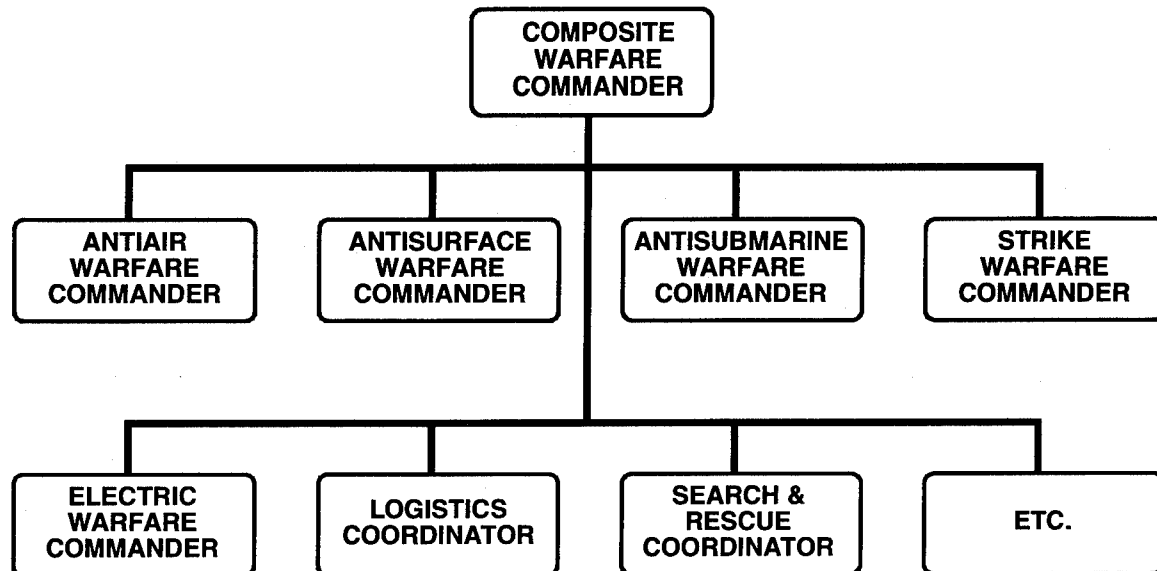 COMPOSITE
WARFARE
COMMANDER
ANTIAIR
WARFARE
COMMANDER
ANTISURFACE
WARFARE
COMMANDER
ANTISUBMARINE
WARFARE
COMMANDER
STRIKE
WARFARE
COMMANDER
ELECTRIC
WARFARE
COMMANDER
LOGISTICS
COORDINATOR
SEARCH &
RESCUE
COORDINATOR
ETC.